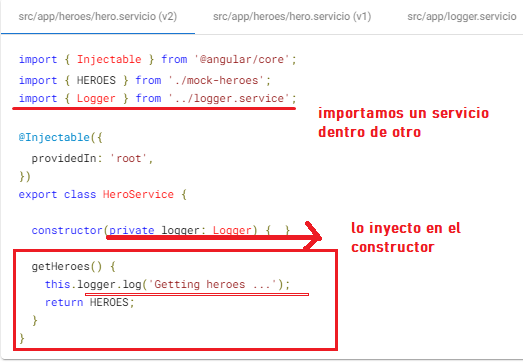 src/app/heroes/hero.servicio (v2)
src/app/heroes/hero.servicio (v1)
src/app/logger.servicio
import { Injectable } from '@angular/core';
import { HEROES } from './mock-heroes';
import { Logger } from '../logger.service';
importamos un servicio
dentro de otro
@Injectable({
providedIn: 'root',
})
export class HeroService {
constructor(private logger: Logger) { }
lo inyecto en el
constructor
getHeroes() {
this.logger.log('Getting heroes ...');
return HEROES;
}
}